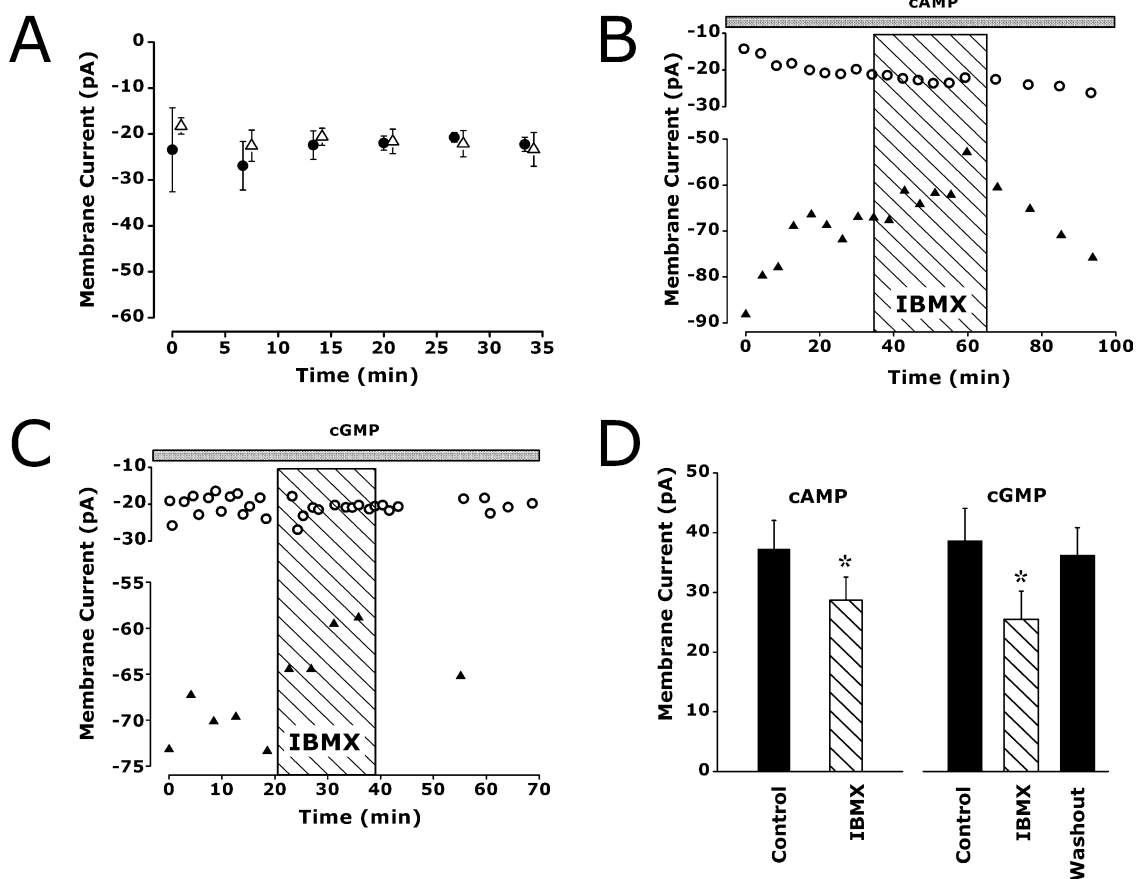 A
0
-10
-20
-30
-40
-50
-60
Membrane Current (pA)
0 5 10 15 20 25 30 35
Time (min)
B
cAMP
-10
-20
-30
-50
-60
-70
-80
-90
Membrane Current (pA)
IBMX
0 20 40 60 80 100
Time (min)
C
cGMP
-10
-20
-30
-55
-60
-65
-70
-75
Membrane Current (pA)
IBMX
0 10 20 30 40 50 60 70
Time (min)
D
50
40
30
20
10
0
Membrane Current (pA)
cAMP
cGMP
*
*
Control
IBMX
Control
IBMX
Washout